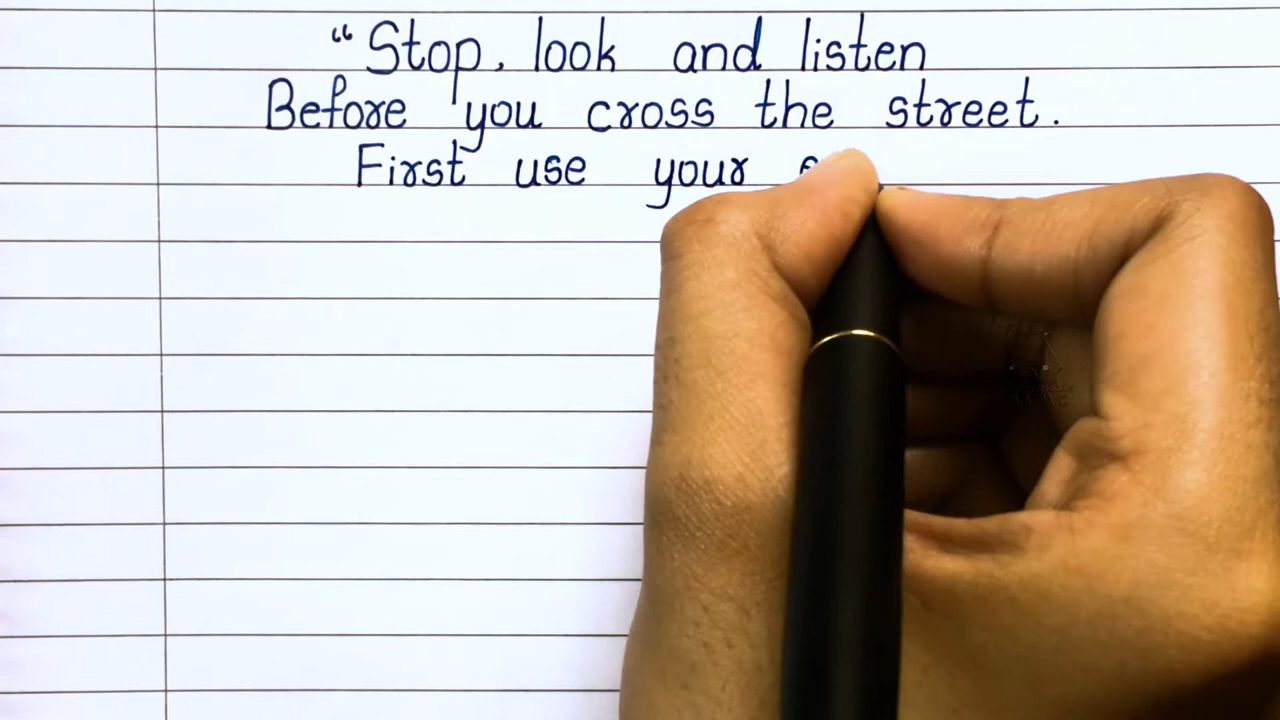 “Stop, look and listen
Before you cross the street.
First use your